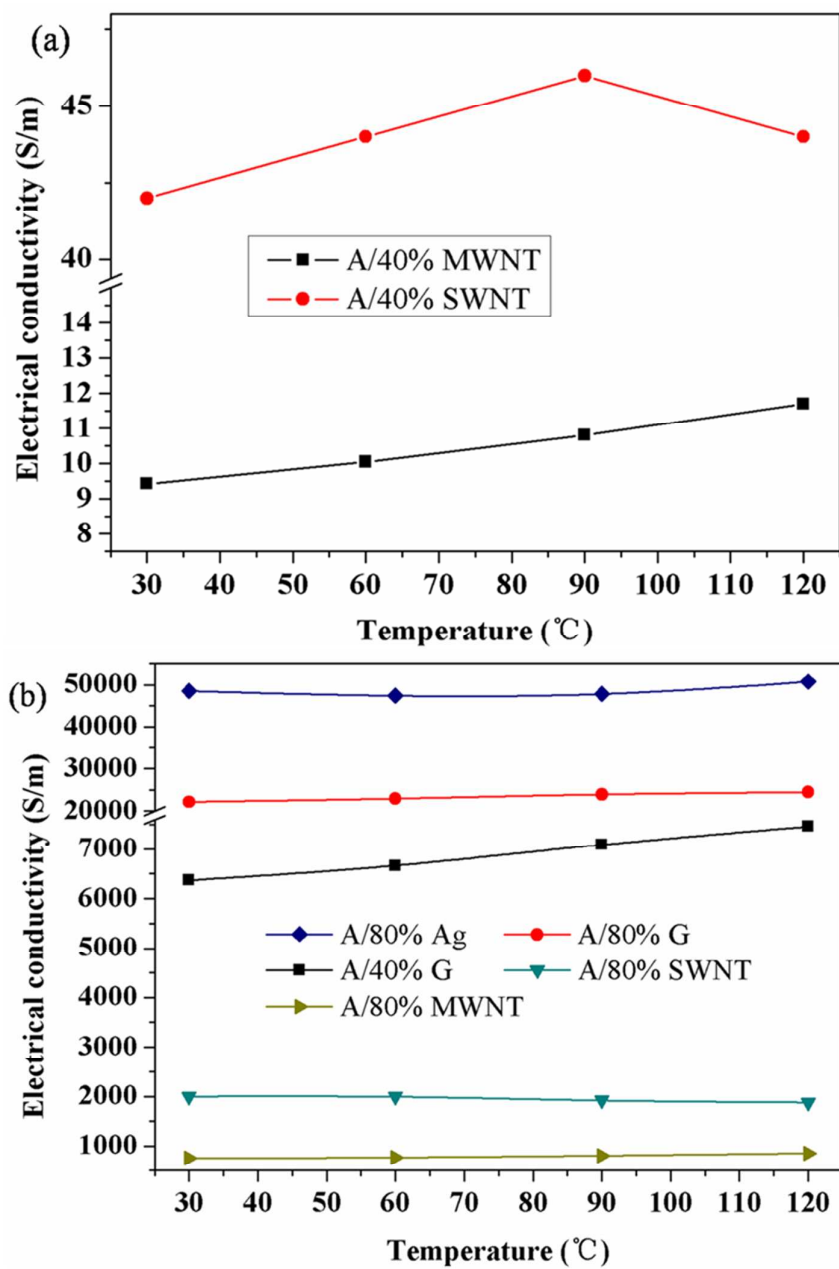 (a)
Electrical conductivity (S/m)
45
40
14
13
12
11
10
9
8
A/40% MWNT
A/40% SWNT
30 40 50 60 70 80 90 100 110 120
Temperature (℃)
(b)
Electrical conductivity (S/m)
50000
40000
30000
20000
7000
6000
5000
4000
3000
2000
1000
A/80% Ag A/80% G
A/40% G A/80% SWNT
A/80% MWNT
30 40 50 60 70 80 90 100 110 120
Temperature (℃)